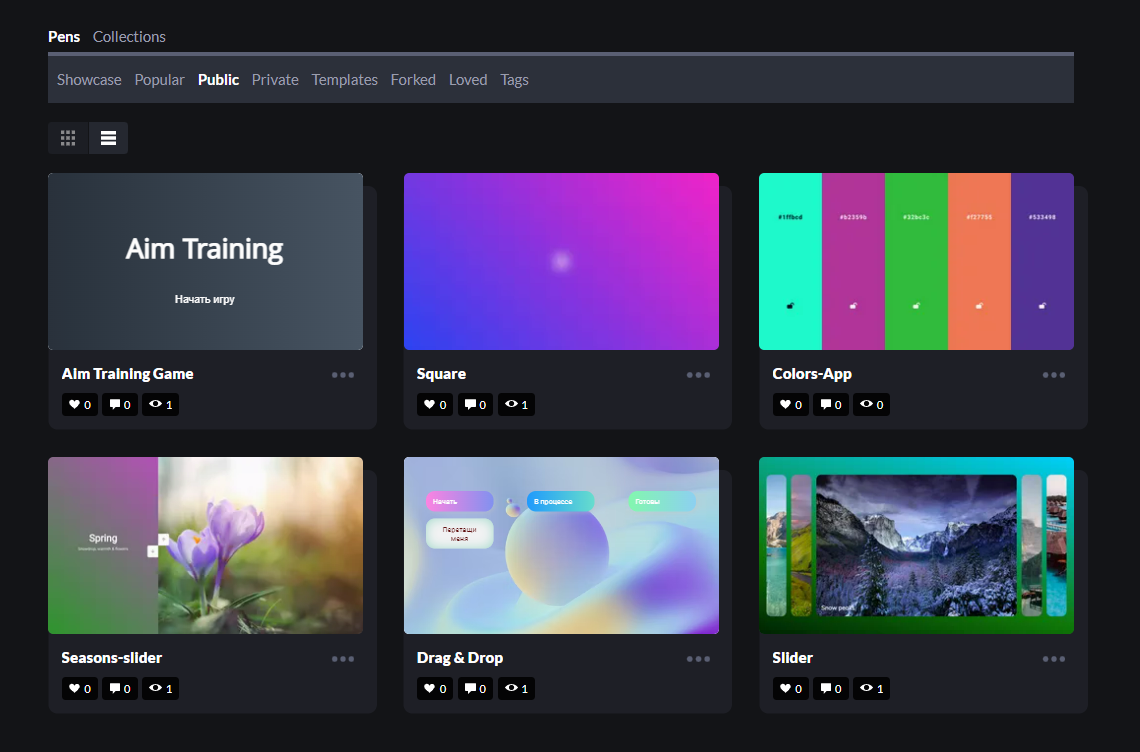 Pens Collections
Showcase Popular Public Private Templates Forked Loved Tags
Aim Training
Начать игру
Aim Training Game
0 0 1
Square
0 0 1
#1ffbcd #b2359b #32bc3c #f27755 #533498
Colors-App
0 0 0
Spring
Seasons-slider
0 0 1
Начать В процессе Готовы
Перетащи
меня
Drag & Drop
0 0 1
Snow peaks
Slider
0 0 1